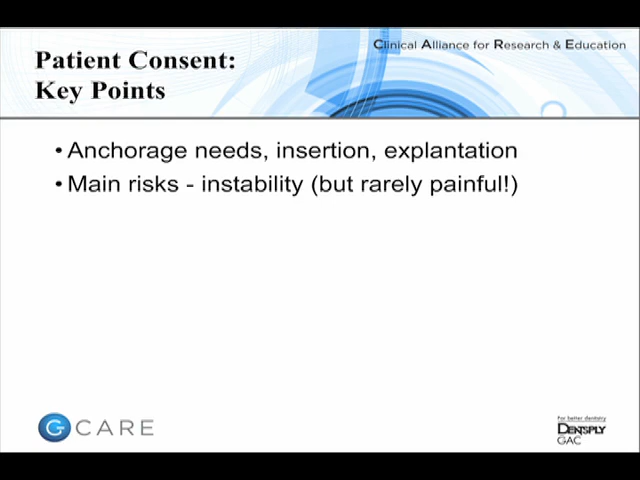 Clinical Alliance for Research & Education
Patient Consent:
Key Points
• Anchorage needs, insertion, explantation
• Main risks - instability (but rarely painful!)
G CARE
For better dentistry
DENTSPLY
GAC